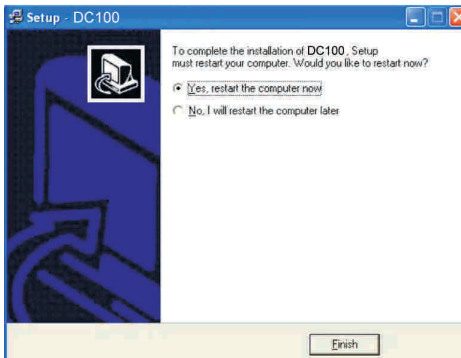 Setup - DC100
To complete the installation of DC100, Setup
must restart your computer. Would you like to restart now?
Yes, restart the computer now
No, I will restart the computer later
Finish